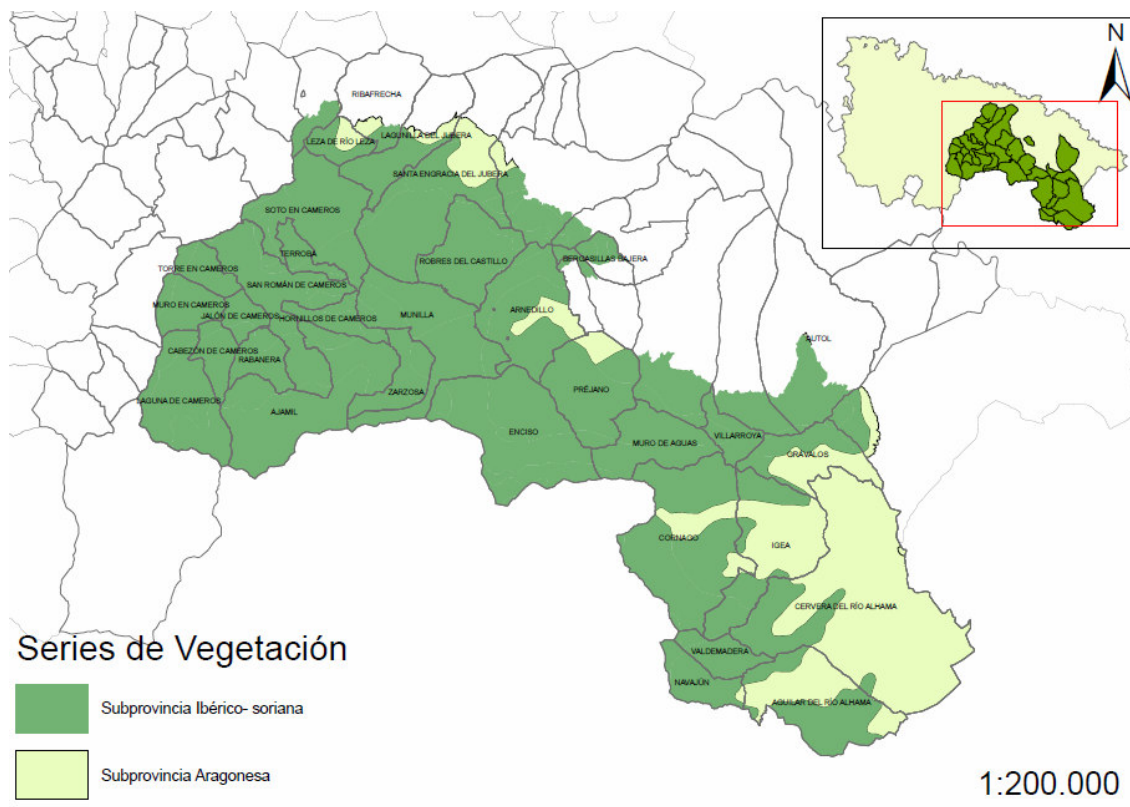 N
RIBAFRECHA
LEZA DE RÍO LEZA
LAGUNILLA DEL JUBERA
SANTA ENGRACIA DEL JUBERA
SOTO EN CAMEROS
TERROBA
ROBRES DEL CASTILLO
BERGASILLAS BAJERA
TORRE EN CAMEROS
SAN ROMÁN DE CAMEROS
MURO EN CAMEROS
JALÓN DE CAMEROS
HORNILLOS DE CAMEROS
MUNILLA
ARNEDILLO
AUTOL
CABEZÓN DE CAMEROS
RABANERA
LAGUNA DE CAMEROS
AJAMIL
ZARZOSA
PRÉJANO
ENCISO
MURO DE AGUAS
VILLARROYA
GRÁVALOS
CORNAGO
IGEA
CERVERA DEL RÍO ALHAMA
VALDEMADERA
NAVAJÚN
AGUILAR DEL RÍO ALHAMA
Series de Vegetación
Subprovincia Ibérico- soriana
Subprovincia Aragonesa
1:200.000